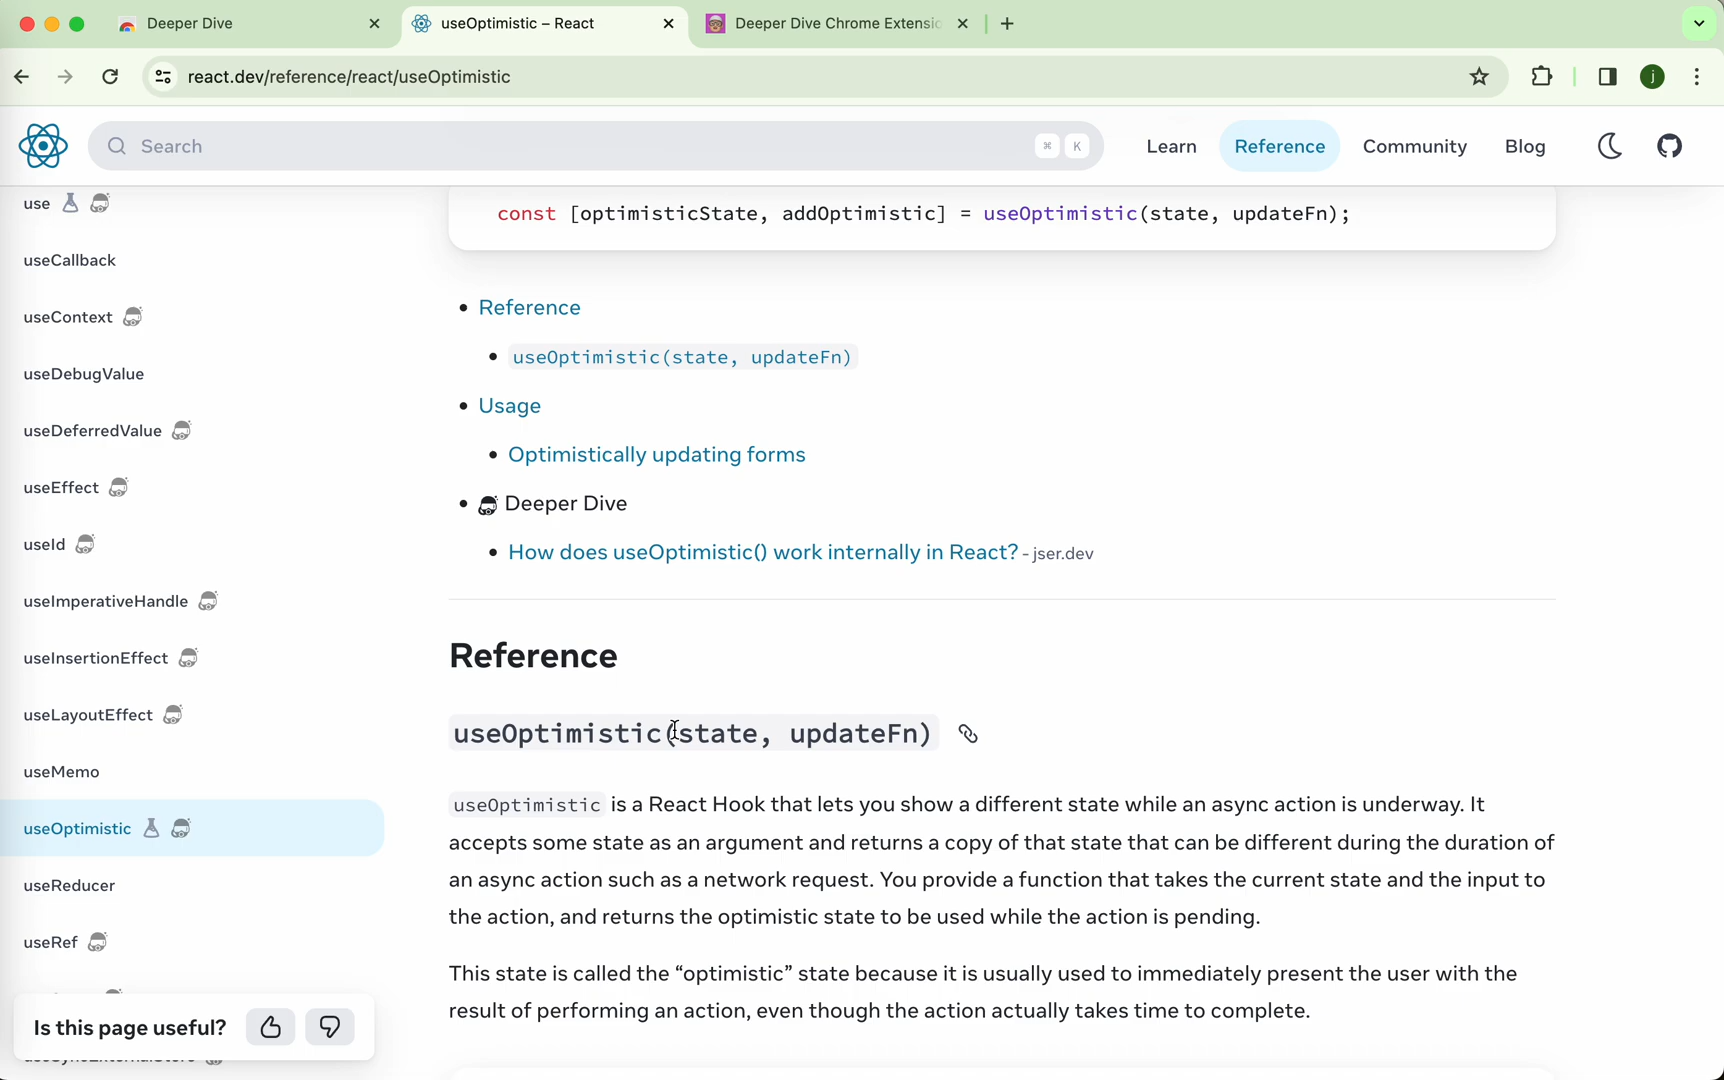 Deeper Dive
useOptimistic – React
Deeper Dive Chrome Extensio
react.dev/reference/react/useOptimistic
j
Search
⌘ K
Learn
Reference
Community
Blog
use
useCallback
useContext
useDebugValue
useDeferredValue
useEffect
useId
useImperativeHandle
useInsertionEffect
useLayoutEffect
useMemo
useOptimistic
useReducer
useRef
useSyncExternalStore
Is this page useful?
const [optimisticState, addOptimistic] = useOptimistic(state, updateFn);
• Reference
• useOptimistic(state, updateFn)
• Usage
• Optimistically updating forms
• Deeper Dive
• How does useOptimistic() work internally in React? - jser.dev
Reference
useOptimistic(state, updateFn)
useOptimistic is a React Hook that lets you show a different state while an async action is underway. It
accepts some state as an argument and returns a copy of that state that can be different during the duration of
an async action such as a network request. You provide a function that takes the current state and the input to
the action, and returns the optimistic state to be used while the action is pending.
This state is called the “optimistic” state because it is usually used to immediately present the user with the
result of performing an action, even though the action actually takes time to complete.